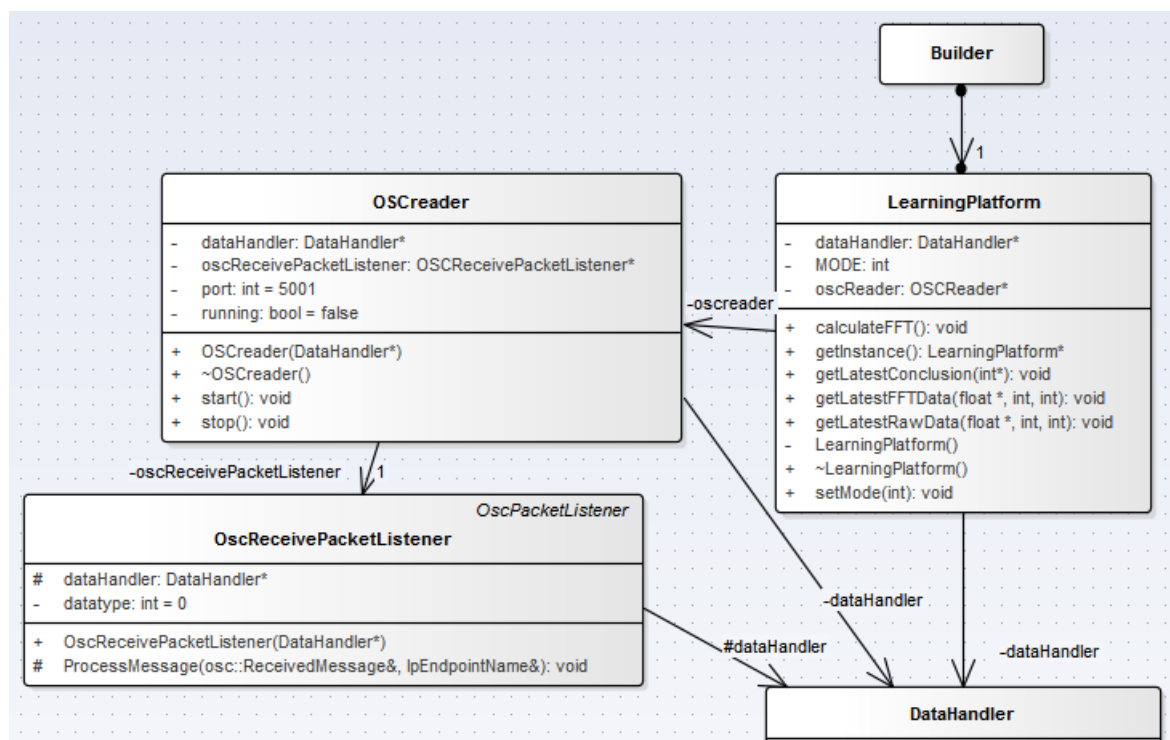 Builder
1
OSCreader
- dataHandler: DataHandler*
- oscReceivePacketListener: OSCReceivePacketListener*
- port: int = 5001
- running: bool = false
+ OSCreader(DataHandler*)
+ ~OSCreader()
+ start(): void
+ stop(): void
-oscreader
LearningPlatform
- dataHandler: DataHandler*
- MODE: int
- oscReader: OSCReader*
+ calculateFFT(): void
+ getInstance(): LearningPlatform*
+ getLatestConclusion(int*): void
+ getLatestFFTData(float *, int, int): void
+ getLatestRawData(float *, int, int): void
- LearningPlatform()
+ ~LearningPlatform()
+ setMode(int): void
-oscReceivePacketListener
1
OscPacketListener
OscReceivePacketListener
# dataHandler: DataHandler*
- datatype: int = 0
+ OscReceivePacketListener(DataHandler*)
# ProcessMessage(osc::ReceivedMessage&, IpEndpointName&): void
-dataHandler
#dataHandler
-dataHandler
DataHandler